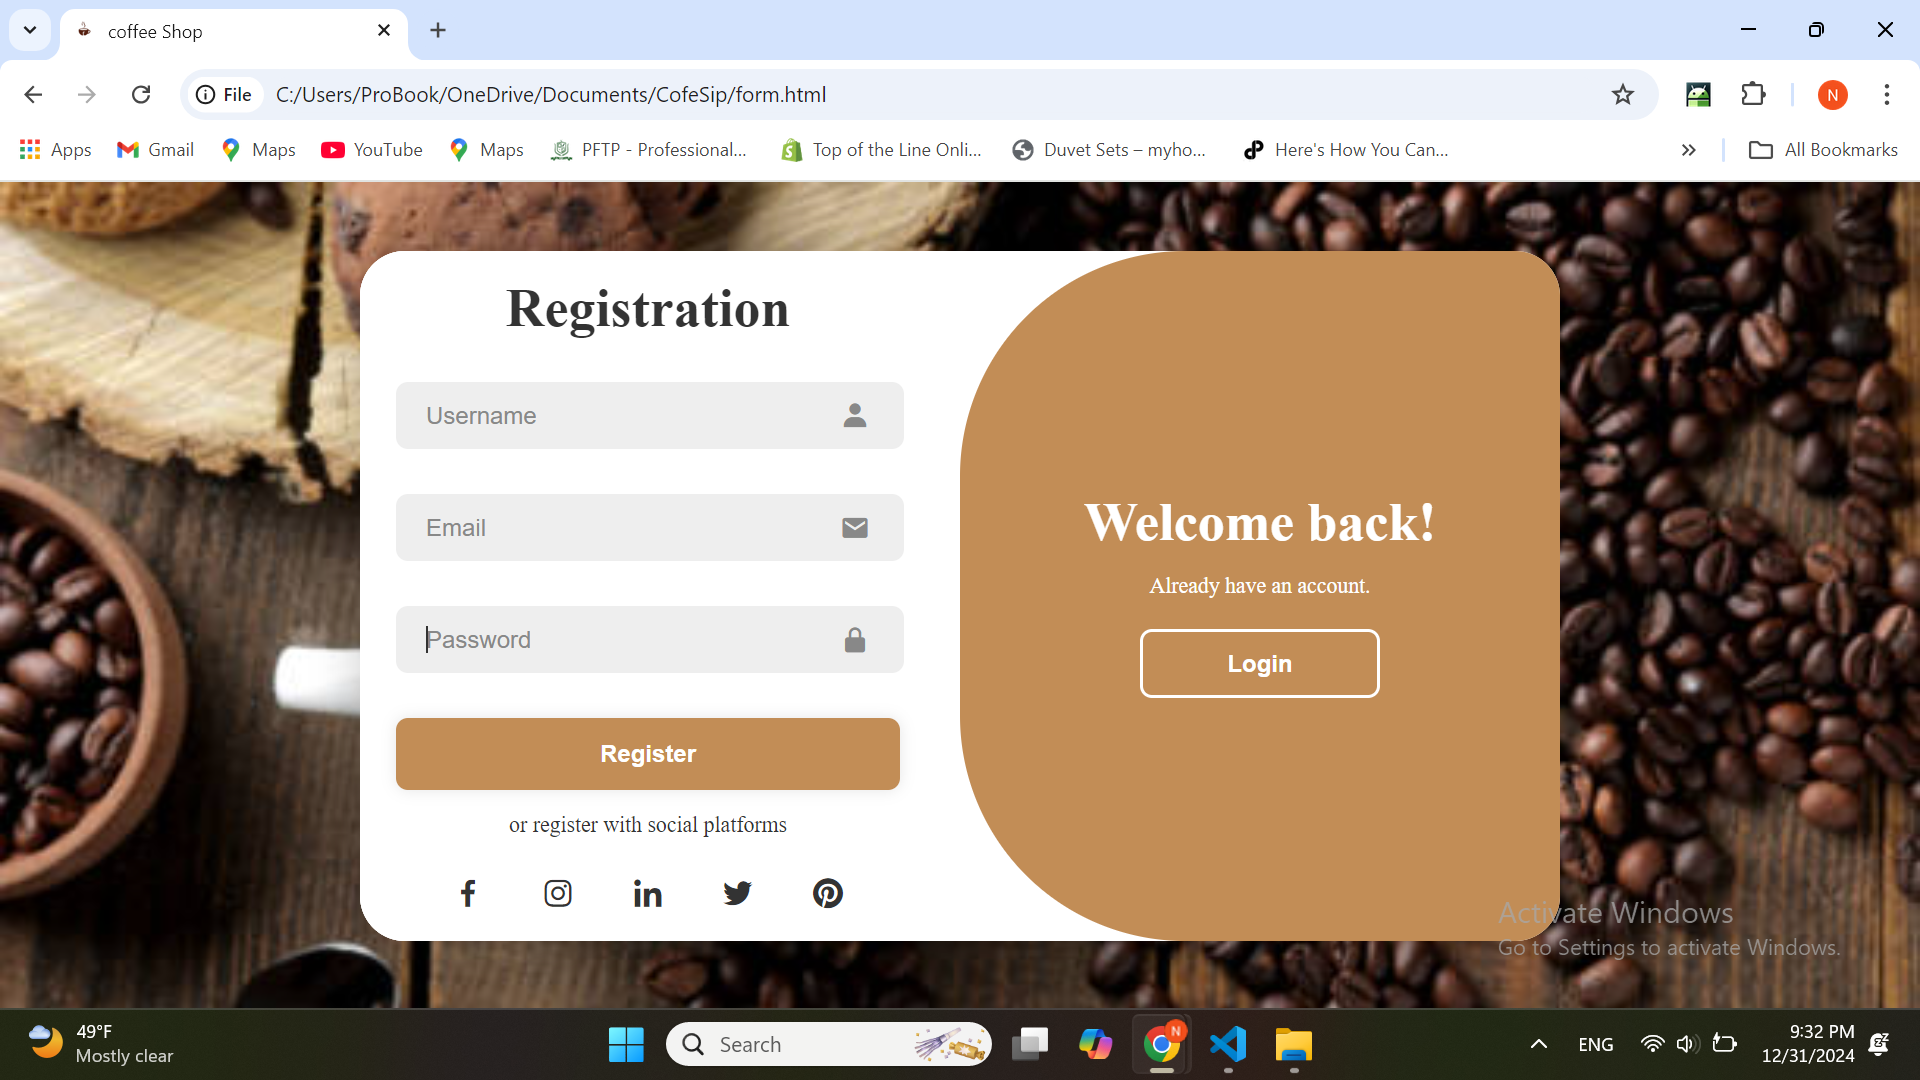 coffee Shop
File
C:/Users/ProBook/OneDrive/Documents/CofeSip/form.html
N
Apps
Gmail
Maps
YouTube
Maps
PFTP - Professional...
Top of the Line Onli...
Duvet Sets – myho...
Here's How You Can...
All Bookmarks
Registration
Username
Email
Password
Register
or register with social platforms
Welcome back!
Already have an account.
Login
Activate Windows
Go to Settings to activate Windows.
49°F
Mostly clear
Search
N
ENG
9:32 PM
12/31/2024